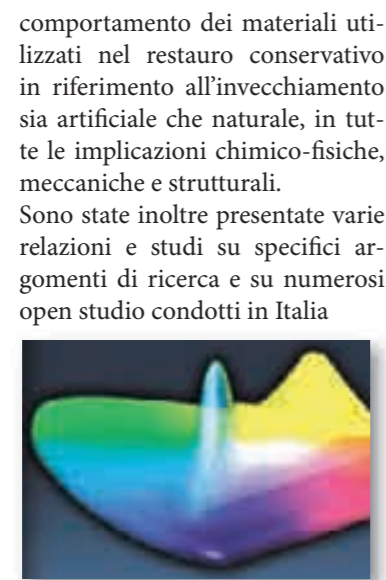 comportamento dei materiali uti-
lizzati nel restauro conservativo
in riferimento all'invecchiamento
sia artificiale che naturale, in tut-
te le implicazioni chimico-fisiche,
meccaniche e strutturali.
Sono state inoltre presentate varie
relazioni e studi su specifici ar-
gomenti di ricerca e su numerosi
open studio condotti in Italia